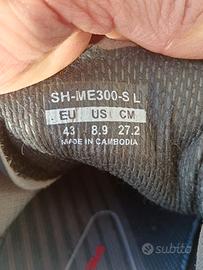 SH-ME300-S L
EU US CM
43 8.9 27.2
MADE IN CAMBODIA
subito